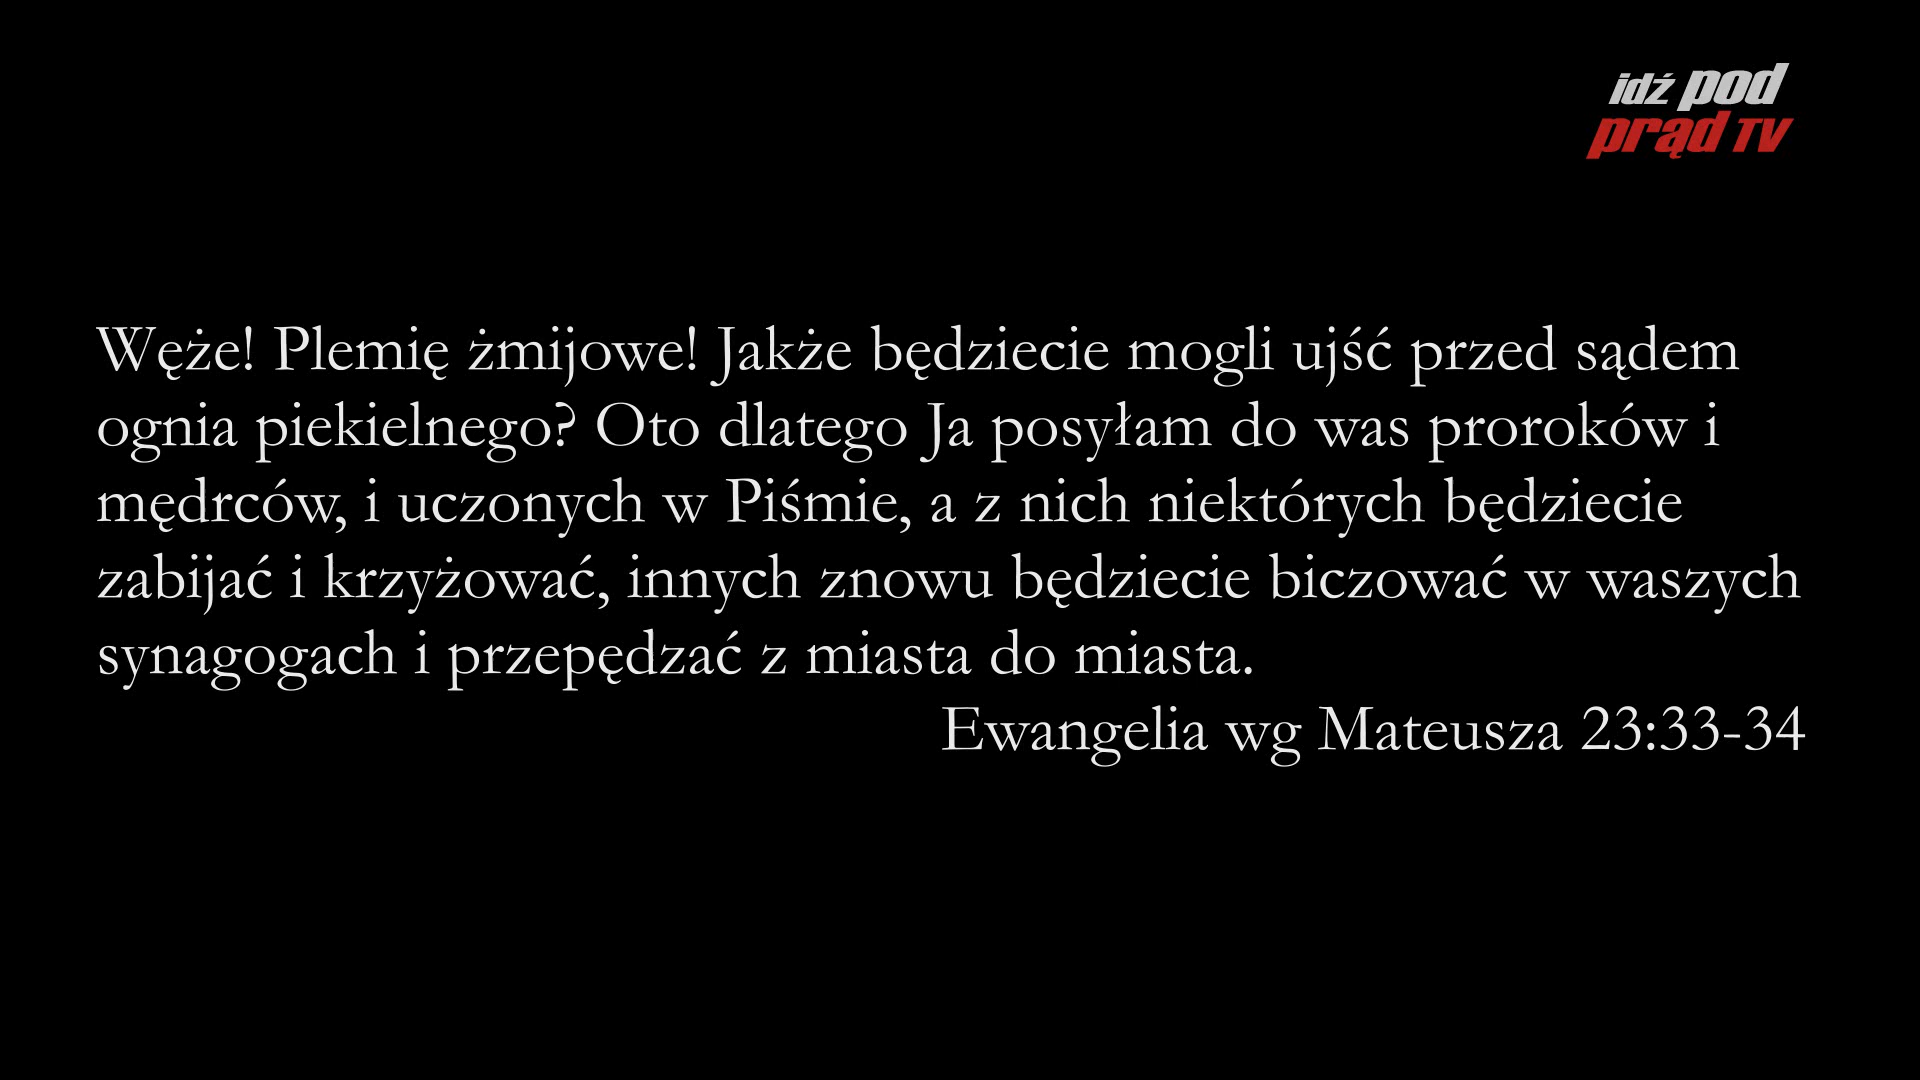 idź pod
prąd TV
Węże! Plemię żmijowe! Jakże będziecie mogli ujść przed sądem
ognia piekielnego? Oto dlatego Ja posyłam do was proroków i
mędrców, i uczonych w Piśmie, a z nich niektórych będziecie
zabijać i krzyżować, innych znowu będziecie biczować w waszych
synagogach i przepędzać z miasta do miasta.
Ewangelia wg Mateusza 23:33-34